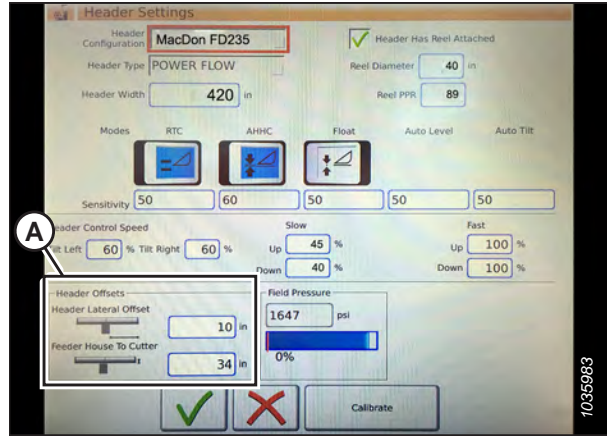 Header Settings
Header Configuration MacDon FD235
Header Has Reel Attached
Header Type POWER FLOW
Reel Diameter 40 in
Header Width 420 in
Reel PPR 89
Modes RTC AHHC Float Auto Level Auto Tilt
Sensitivity 50 60 50 50 50
eader Control Speed Slow Fast
A
ilt Left 60 % Tilt Right 60 % Up 45 % Up 100 %
Down 40 % Down 100 %
Header Offsets Field Pressure
Header Lateral Offset
10 in 1647 psi
Feeder House To Cutter
34 in 0%
Calibrate
1035983